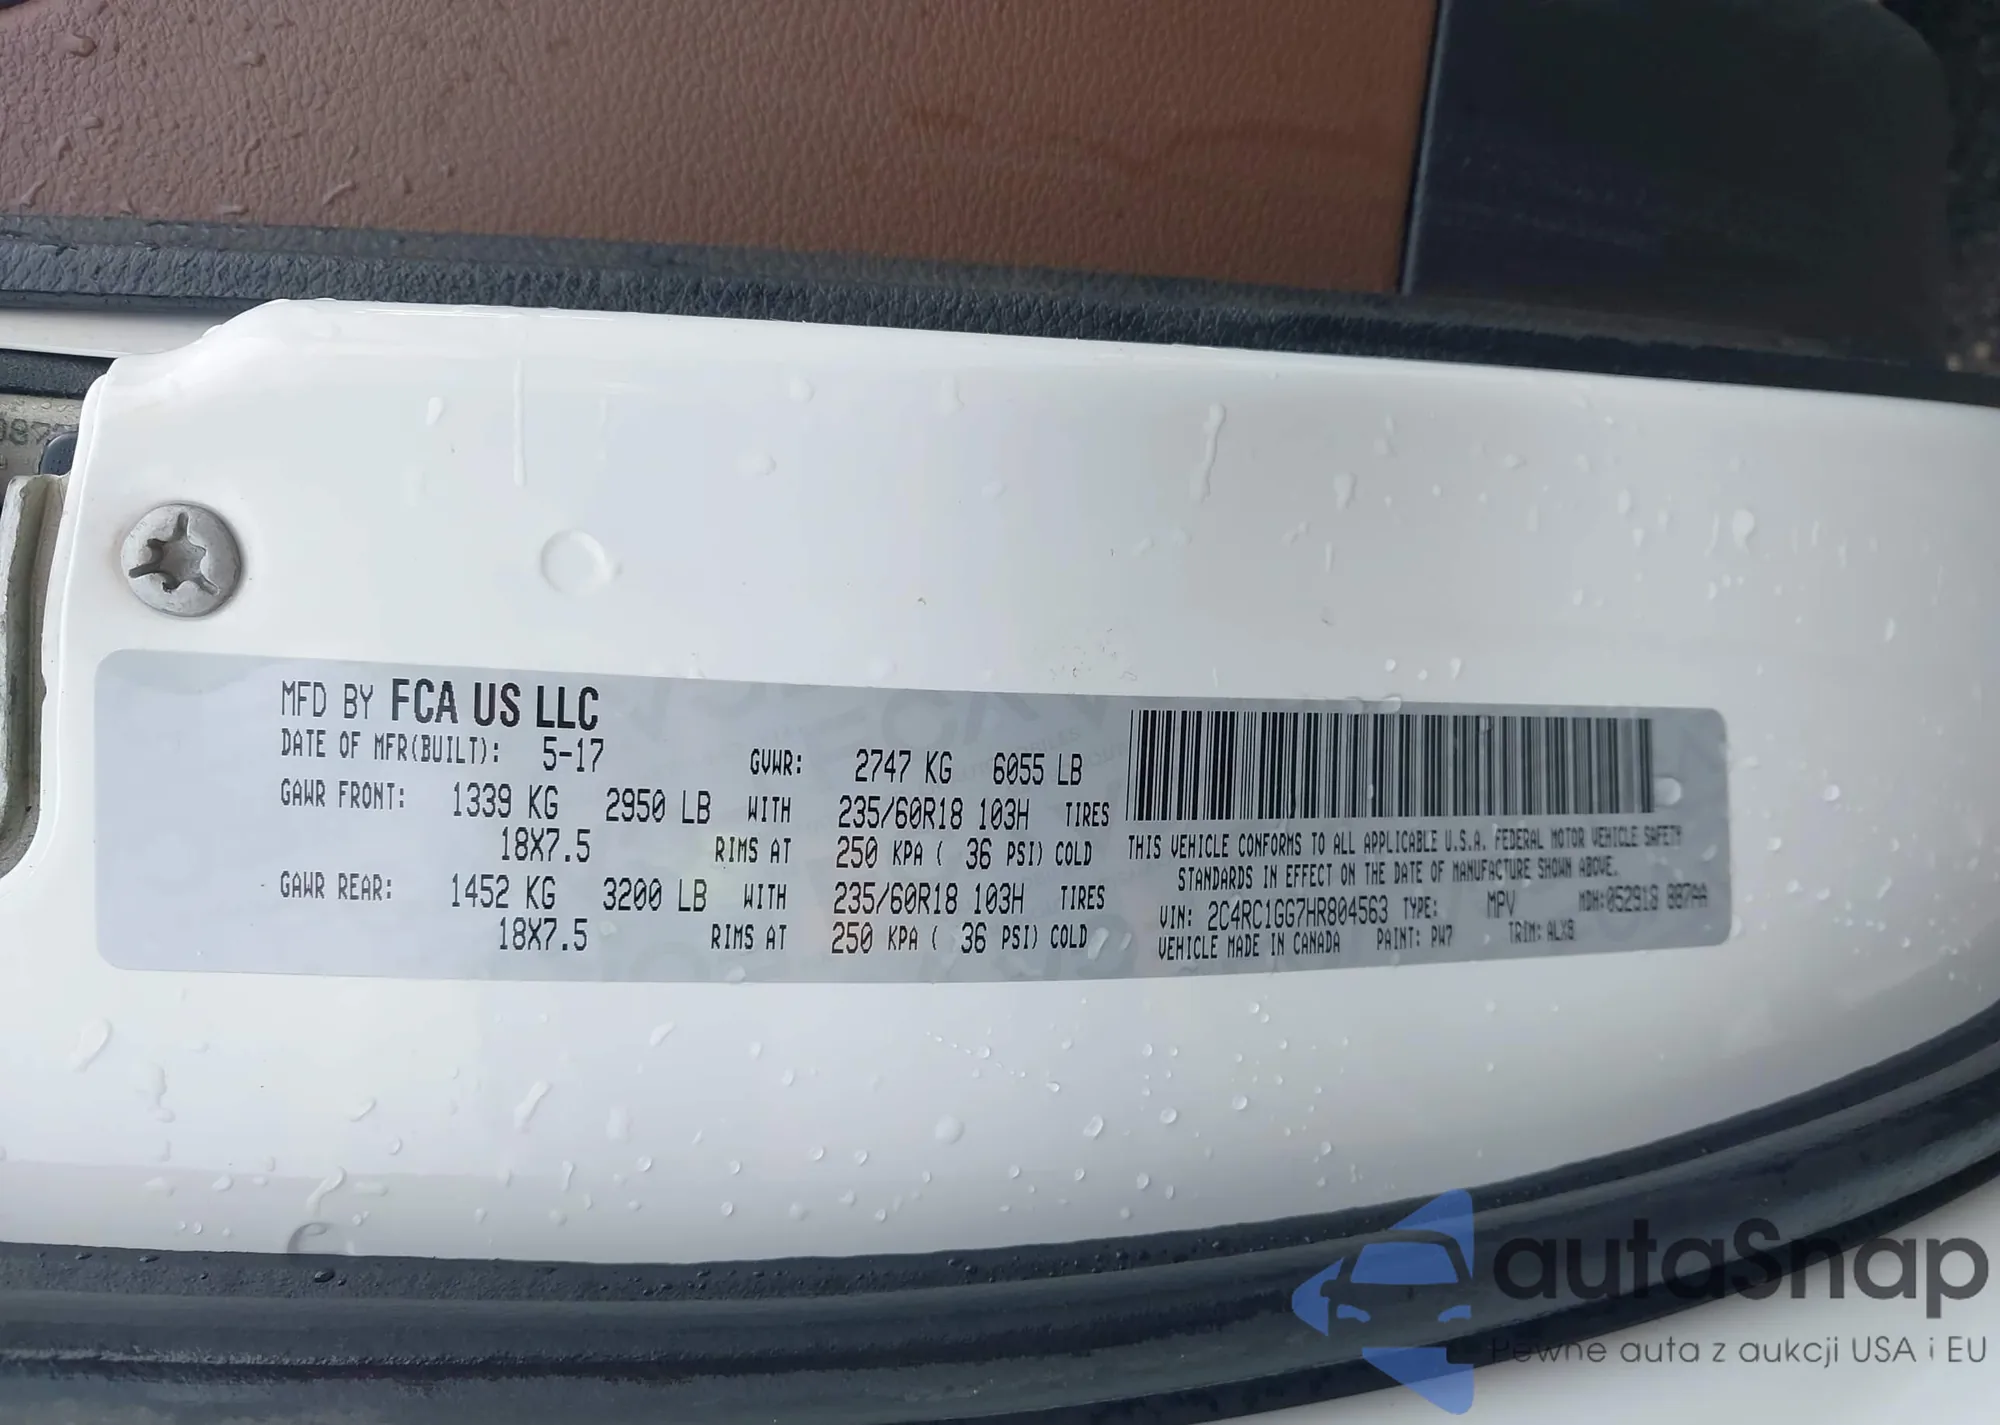 MFD BY FCA US LLC
DATE OF MFR(BUILT): 5-17 GVWR: 2747 KG 6055 LB
GAWR FRONT: 1339 KG 2950 LB WITH 235/60R18 103H TIRES
18X7.5 RIMS AT 250 KPA ( 36 PSI) COLD
GAWR REAR: 1452 KG 3200 LB WITH 235/60R18 103H TIRES
18X7.5 RIMS AT 250 KPA ( 36 PSI) COLD
THIS VEHICLE CONFORMS TO ALL APPLICABLE U.S.A. FEDERAL MOTOR VEHICLE SAFETY
STANDARDS IN EFFECT ON THE DATE OF MANUFACTURE SHOWN ABOVE.
VIN: 2C4RC1GG7HR804563 TYPE: MPV
VEHICLE MADE IN CANADA PAINT: PW7 TRIM: ALX8
autaSnap
Pewne auta z aukcji USA i EU